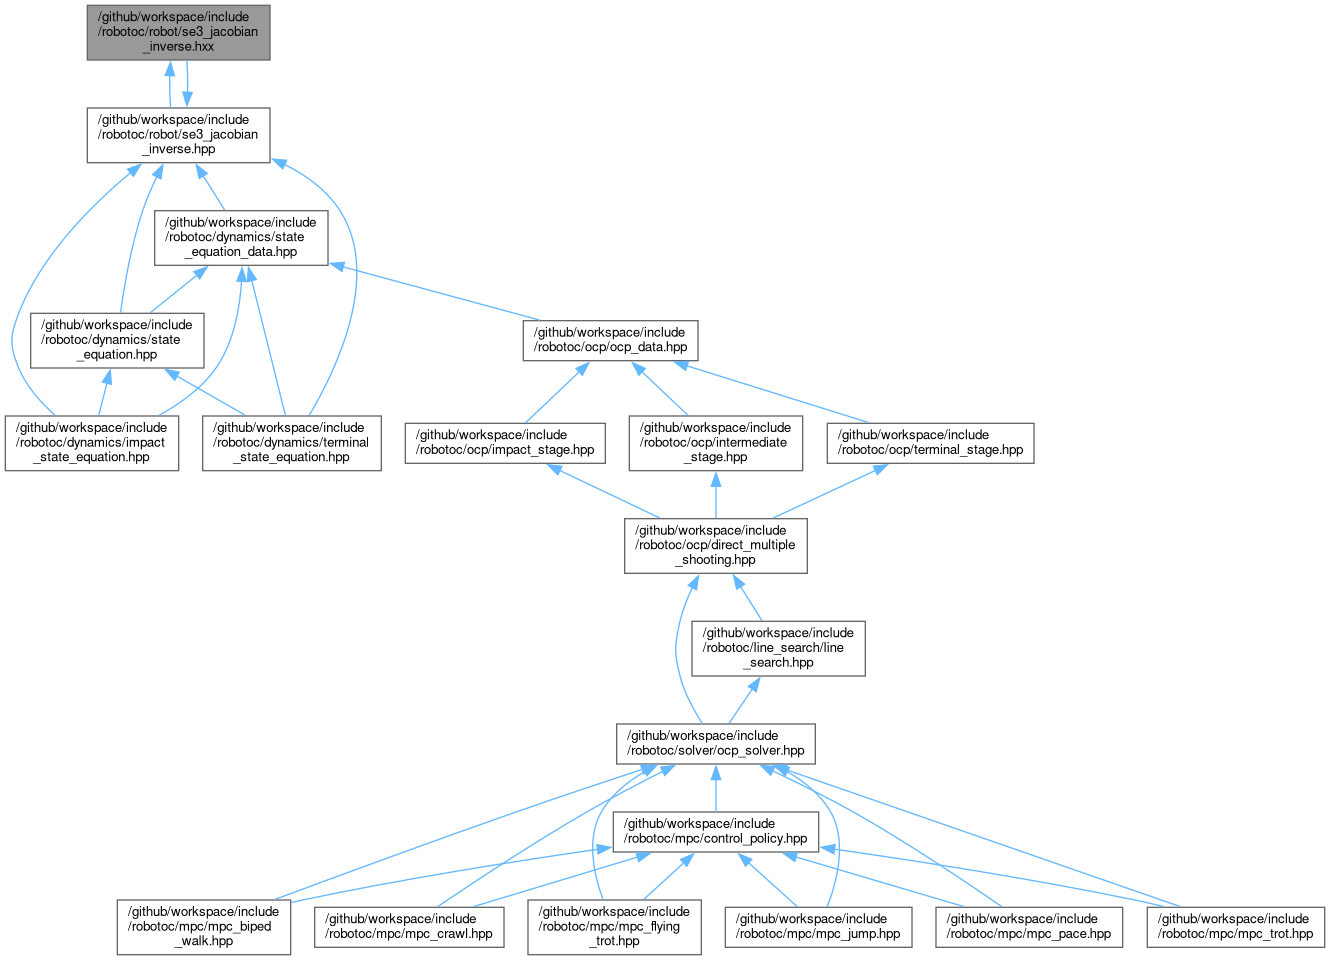 /github/workspace/include
/robotoc/robot/se3_jacobian
_inverse.hxx
/github/workspace/include
/robotoc/robot/se3_jacobian
_inverse.hpp
/github/workspace/include
/robotoc/dynamics/state
_equation_data.hpp
/github/workspace/include
/robotoc/dynamics/state
_equation.hpp
/github/workspace/include
/robotoc/ocp/ocp_data.hpp
/github/workspace/include
/robotoc/dynamics/impact
_state_equation.hpp
/github/workspace/include
/robotoc/dynamics/terminal
_state_equation.hpp
/github/workspace/include
/robotoc/ocp/impact_stage.hpp
/github/workspace/include
/robotoc/ocp/intermediate
_stage.hpp
/github/workspace/include
/robotoc/ocp/terminal_stage.hpp
/github/workspace/include
/robotoc/ocp/direct_multiple
_shooting.hpp
/github/workspace/include
/robotoc/line_search/line
_search.hpp
/github/workspace/include
/robotoc/solver/ocp_solver.hpp
/github/workspace/include
/robotoc/mpc/control_policy.hpp
/github/workspace/include
/robotoc/mpc/mpc_biped
_walk.hpp
/github/workspace/include
/robotoc/mpc/mpc_crawl.hpp
/github/workspace/include
/robotoc/mpc/mpc_flying
_trot.hpp
/github/workspace/include
/robotoc/mpc/mpc_jump.hpp
/github/workspace/include
/robotoc/mpc/mpc_pace.hpp
/github/workspace/include
/robotoc/mpc/mpc_trot.hpp